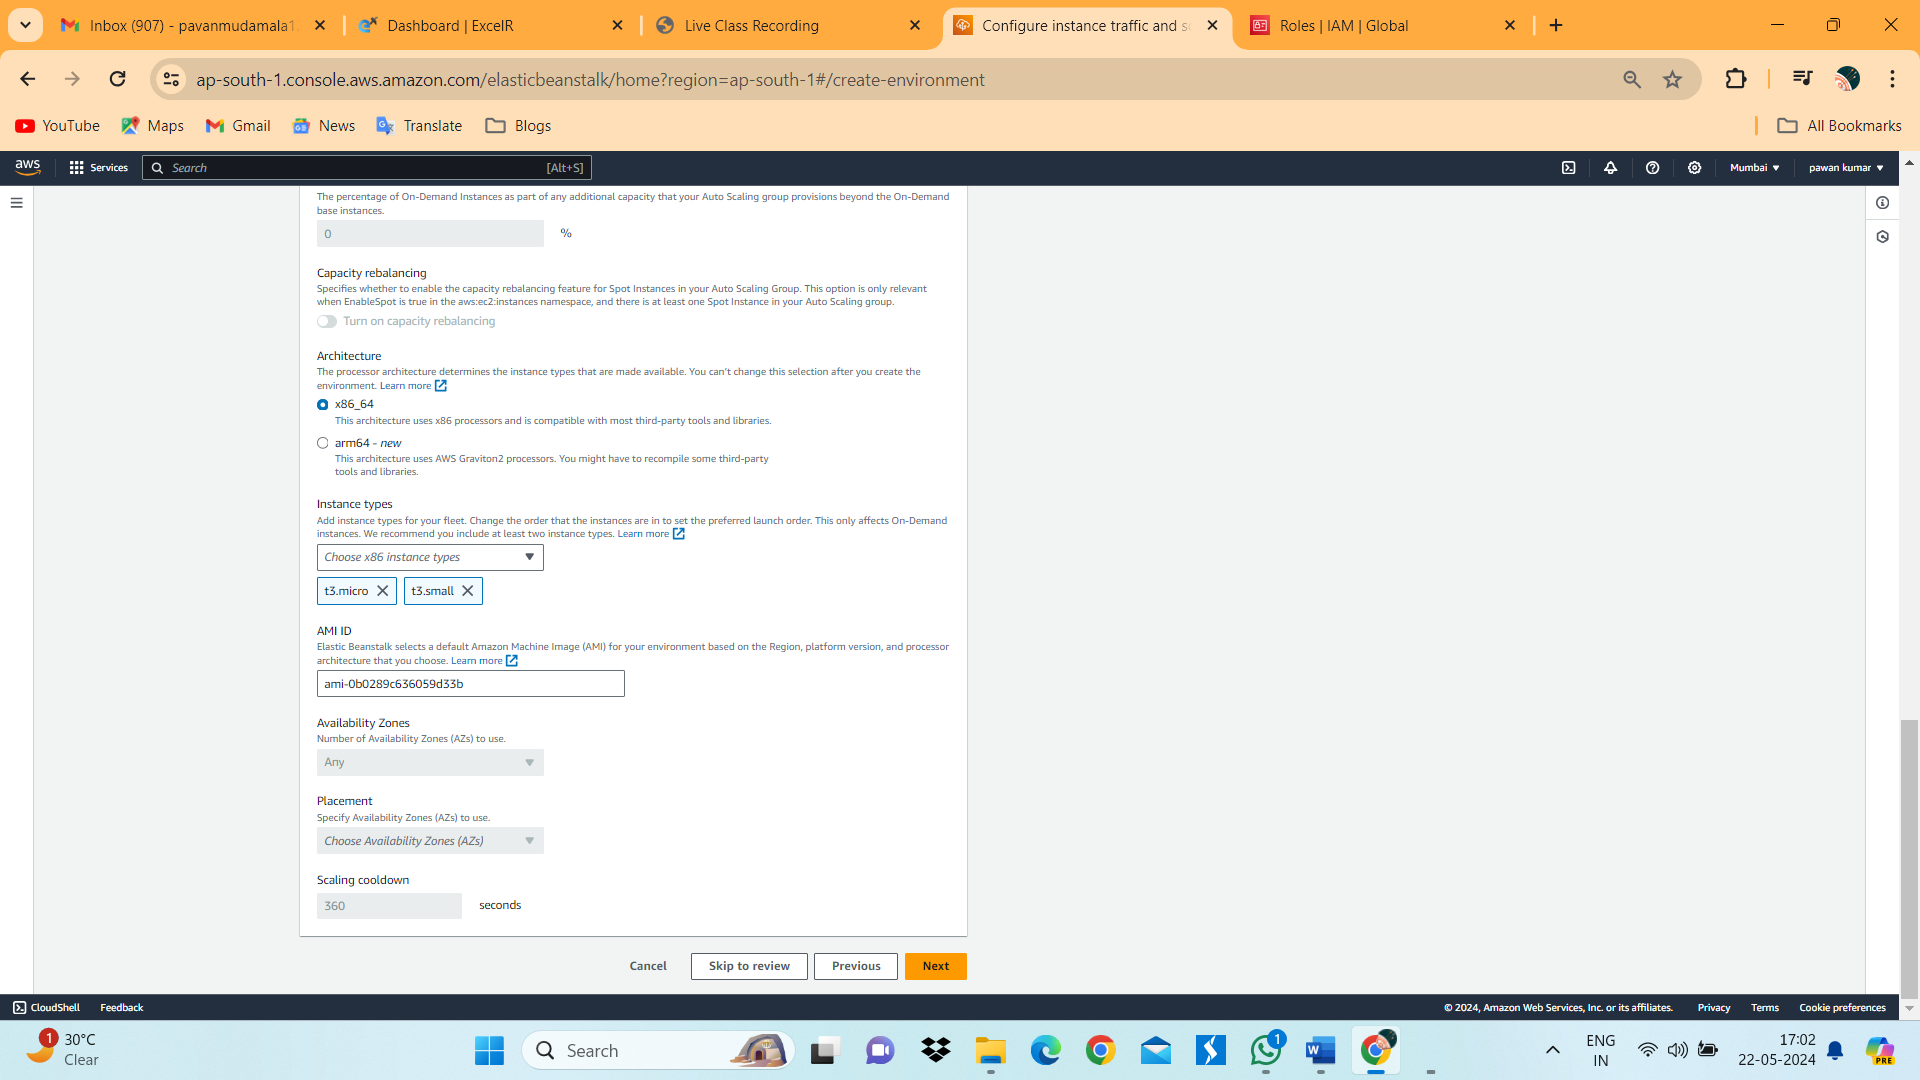 Inbox (907) - pavanmudamala1
Dashboard | ExcelR
Live Class Recording
Configure instance traffic and sc
Roles | IAM | Global
ap-south-1.console.aws.amazon.com/elasticbeanstalk/home?region=ap-south-1#/create-environment
YouTube
Maps
Gmail
News
Translate
Blogs
All Bookmarks
aws
Services
Search
[Alt+S]
Mumbai
pawan kumar
The percentage of On-Demand Instances as part of any additional capacity that your Auto Scaling group provisions beyond the On-Demand
base instances.
0
%
Capacity rebalancing
Specifies whether to enable the capacity rebalancing feature for Spot Instances in your Auto Scaling Group. This option is only relevant
when EnableSpot is true in the aws:ec2:instances namespace, and there is at least one Spot Instance in your Auto Scaling group.
Turn on capacity rebalancing
Architecture
The processor architecture determines the instance types that are made available. You can't change this selection after you create the
environment. Learn more
x86_64
This architecture uses x86 processors and is compatible with most third-party tools and libraries.
arm64 - new
This architecture uses AWS Graviton2 processors. You might have to recompile some third-party
tools and libraries.
Instance types
Add instance types for your fleet. Change the order that the instances are in to set the preferred launch order. This only affects On-Demand
instances. We recommend you include at least two instance types. Learn more
Choose x86 instance types
t3.micro
t3.small
AMI ID
Elastic Beanstalk selects a default Amazon Machine Image (AMI) for your environment based on the Region, platform version, and processor
architecture that you choose. Learn more
ami-0b0289c636059d33b
Availability Zones
Number of Availability Zones (AZs) to use.
Any
Placement
Specify Availability Zones (AZs) to use.
Choose Availability Zones (AZs)
Scaling cooldown
360
seconds
Cancel
Skip to review
Previous
Next
CloudShell
Feedback
© 2024, Amazon Web Services, Inc. or its affiliates.
Privacy
Terms
Cookie preferences
1
30°C
Clear
Search
1
ENG
IN
17:02
22-05-2024
PRE